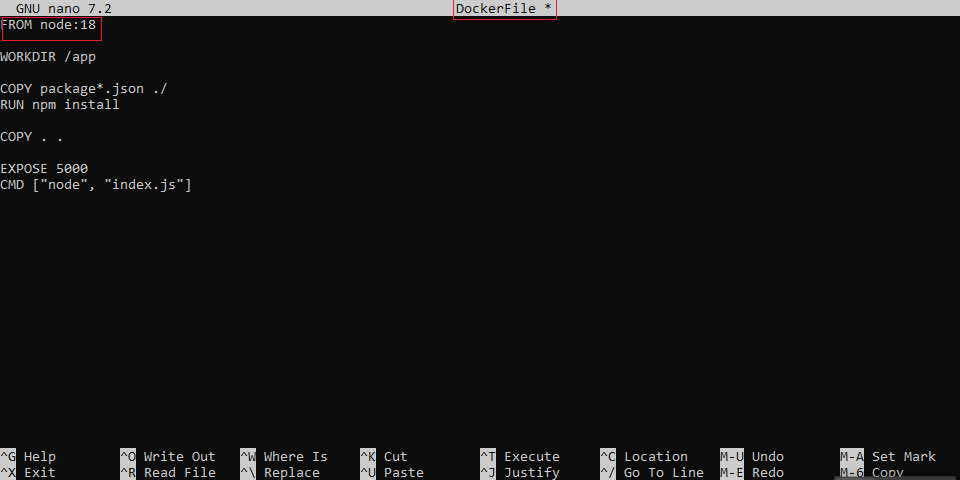 GNU nano 7.2 DockerFile *
FROM node:18
WORKDIR /app
COPY package*.json ./
RUN npm install
COPY . .
EXPOSE 5000
CMD ["node", "index.js"]
^G Help ^O Write Out ^W Where Is ^K Cut ^T Execute ^C Location M-U Undo M-A Set Mark
^X Exit ^R Read File ^\ Replace ^U Paste ^J Justify ^/ Go To Line M-E Redo M-6 Copy